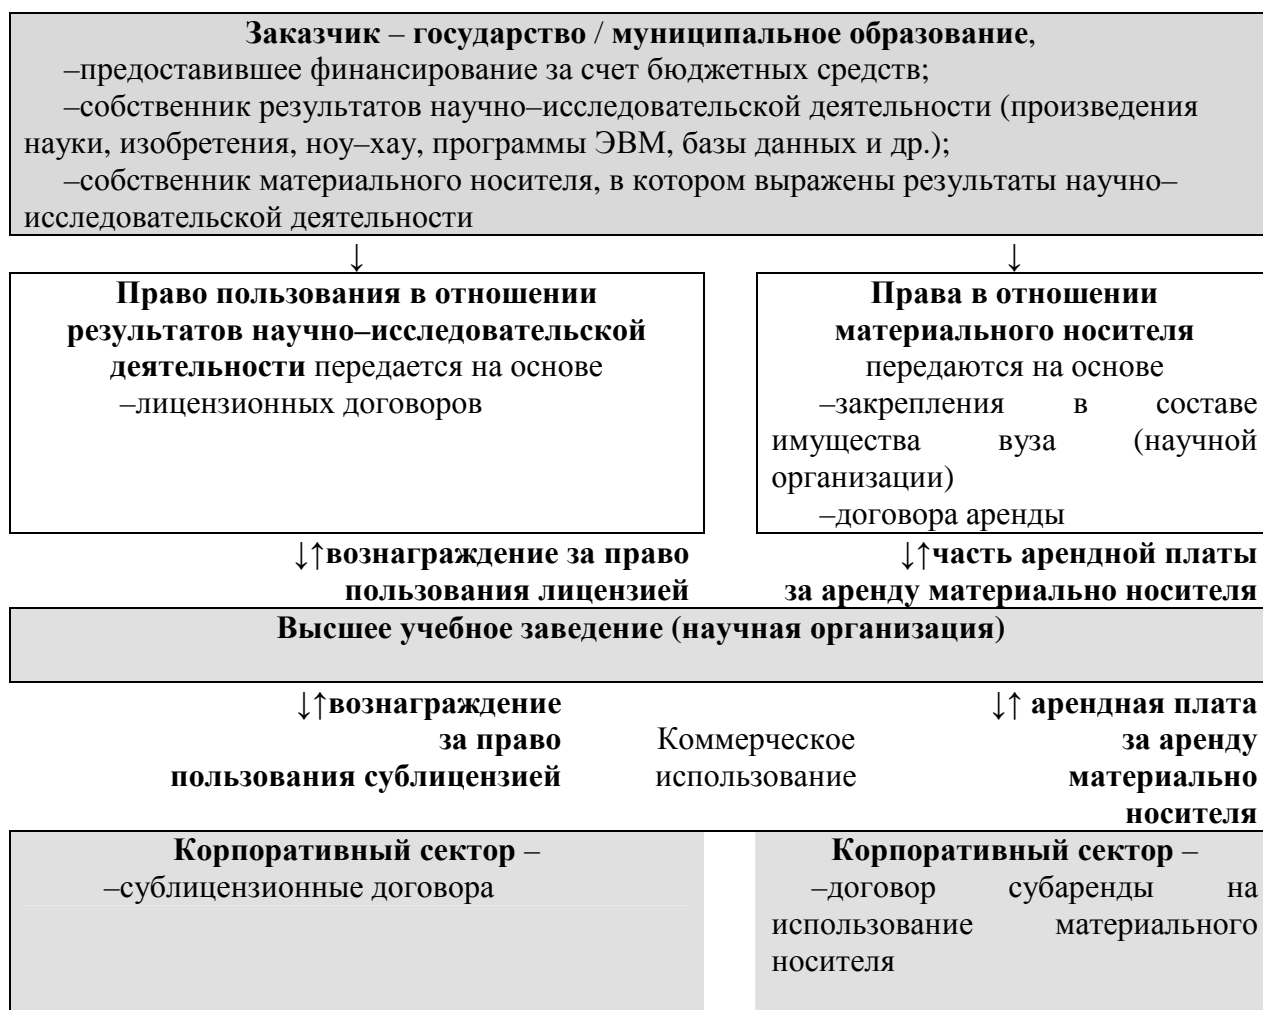 Заказчик – государство / муниципальное образование,
–предоставившее финансирование за счет бюджетных средств;
–собственник результатов научно–исследовательской деятельности (произведения
науки, изобретения, ноу–хау, программы ЭВМ, базы данных и др.);
–собственник материального носителя, в котором выражены результаты научно–
исследовательской деятельности
↓
↓
Право пользования в отношении
результатов научно–исследовательской
деятельности передается на основе
–лицензионных договоров
Права в отношении
материального носителя
передаются на основе
–закрепления в составе
имущества вуза (научной
организации)
–договора аренды
↓↑вознаграждение за право
пользования лицензией
↓↑часть арендной платы
за аренду материально носителя
Высшее учебное заведение (научная организация)
↓↑вознаграждение
за право
пользования сублицензией
Коммерческое
использование
↓↑ арендная плата
за аренду
материально
носителя
Корпоративный сектор –
–сублицензионные договора
Корпоративный сектор –
–договор субаренды на
использование материального
носителя